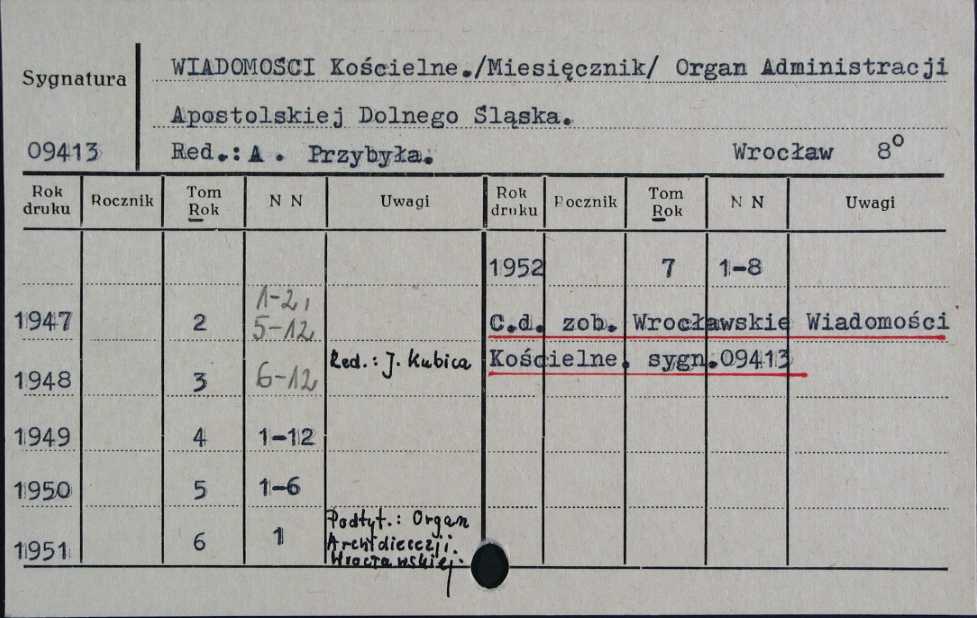 Sygnatura
WIADOMOŚCI Kościelne./Miesięcznik/ Organ Administracji
Apostolskiej Dolnego Śląska.
09413 Red.: A. Przybyła. Wrocław 8°
Rok druku Rocznik Tom Rok N N Uwagi Rok druku Rocznik Tom Rok N N Uwagi
1952 7 1-8
1947 2 1-2, 5-12 C.d. zob. Wrocławskie Wiadomości
1948 3 6-12 Red.: J. Kubica Kościelne. sygn.09413
1949 4 1-12
1950 5 1-6
1951 6 1 Podtyt.: Organ
Archidiecezji.
Wrocławskiej.